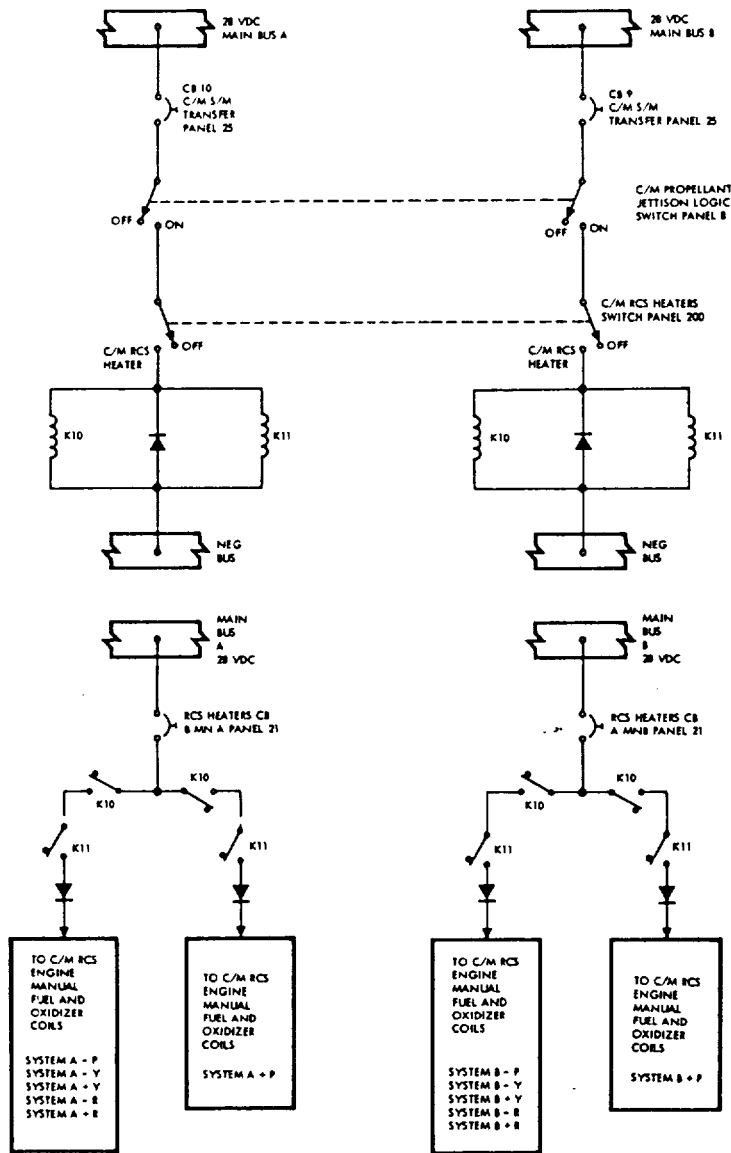 28 VDC
MAIN BUS A
28 VDC
MAIN BUS B
CB 10
C/M S/M
TRANSFER
PANEL 25
CB 9
C/M S/M
TRANSFER PANEL 25
OFF
ON
OFF
ON
C/M PROPELLANT
JETTISON LOGIC
SWITCH PANEL 8
C/M RCS HEATERS
SWITCH PANEL 200
OFF
C/M RCS
HEATER
OFF
C/M RCS
HEATER
K10
K11
K10
K11
NEG
BUS
NEG
BUS
MAIN
BUS
A
28 VDC
MAIN
BUS
B
28 VDC
RCS HEATERS CB
B MN A PANEL 21
RCS HEATERS CB
A MNB PANEL 21
K10
K10
K11
K11
K10
K10
K11
K11
TO C/M RCS
ENGINE
MANUAL
FUEL AND
OXIDIZER
COILS
SYSTEM A - P
SYSTEM A - Y
SYSTEM A + Y
SYSTEM A - R
SYSTEM A + R
TO C/M RCS
ENGINE
MANUAL
FUEL AND
OXIDIZER
COILS
SYSTEM A + P
TO C/M RCS
ENGINE
MANUAL
FUEL AND
OXIDIZER
COILS
SYSTEM B - P
SYSTEM B - Y
SYSTEM B + Y
SYSTEM B - R
SYSTEM B + R
TO C/M RCS
ENGINE
MANUAL
FUEL AND
OXIDIZER
COILS
SYSTEM B + P